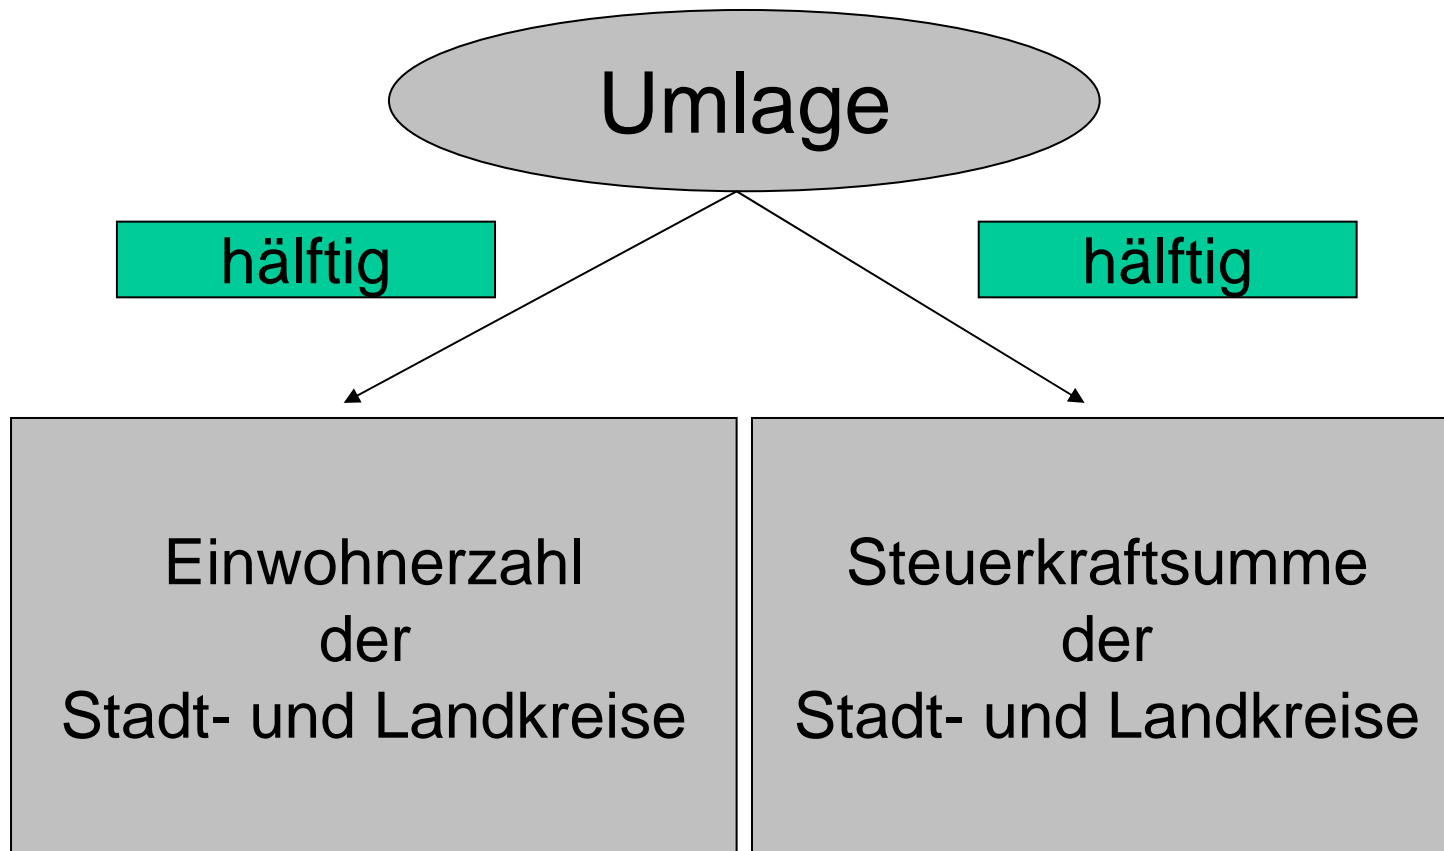 Umlage
hälftig
hälftig
Einwohnerzahl
der
Stadt- und Landkreise
Steuerkraftsumme
der
Stadt- und Landkreise